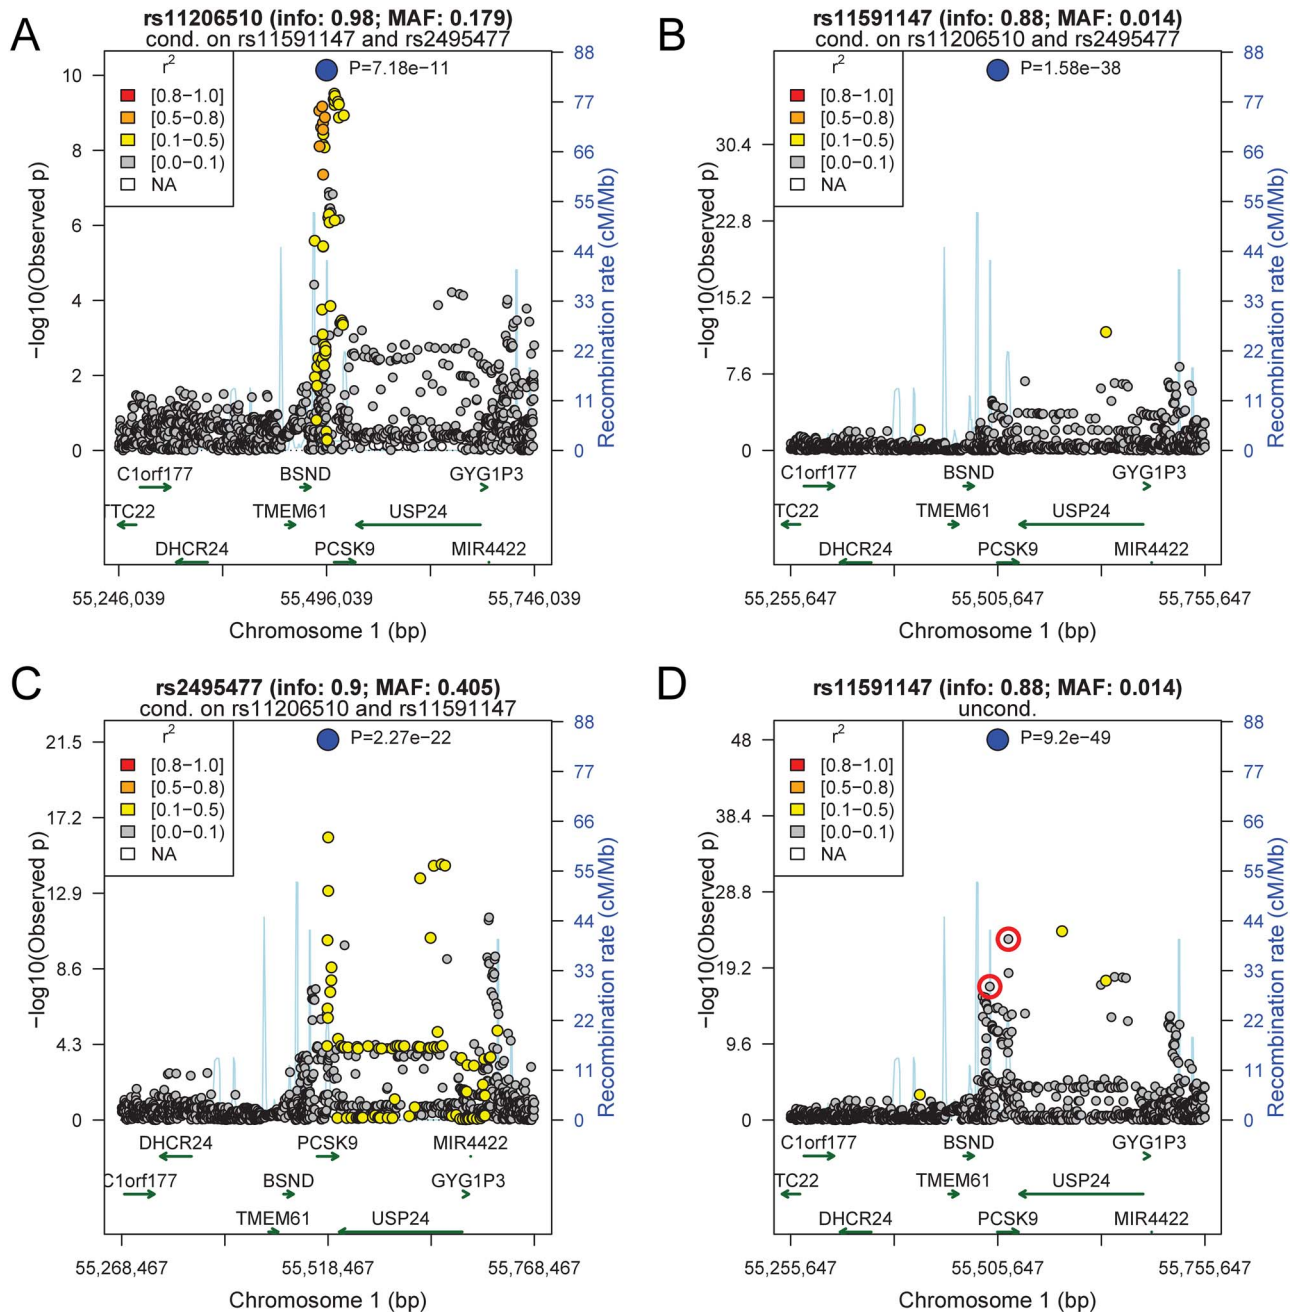 A
rs11206510 (info: 0.98; MAF: 0.179)
cond. on rs11591147 and rs2495477
P=7.18e−11
r2
[0.8−1.0]
[0.5−0.8)
[0.1−0.5)
[0.0−0.1)
NA
10
8
6
4
2
0
−log10(Observed p)
88
77
66
55
44
33
22
11
0
Recombination rate (cM/Mb)
C1orf177
BSND
GYG1P3
TTC22
TMEM61
USP24
DHCR24
PCSK9
MIR4422
55,246,039
55,496,039
55,746,039
Chromosome 1 (bp)
B
rs11591147 (info: 0.88; MAF: 0.014)
cond. on rs11206510 and rs2495477
P=1.58e−38
r2
[0.8−1.0]
[0.5−0.8)
[0.1−0.5)
[0.0−0.1)
NA
30.4
22.8
15.2
7.6
0
−log10(Observed p)
88
77
66
55
44
33
22
11
0
Recombination rate (cM/Mb)
C1orf177
BSND
GYG1P3
TC22
TMEM61
USP24
DHCR24
PCSK9
MIR4422
55,255,647
55,505,647
55,755,647
Chromosome 1 (bp)
C
rs2495477 (info: 0.9; MAF: 0.405)
cond. on rs11206510 and rs11591147
P=2.27e−22
r2
[0.8−1.0]
[0.5−0.8)
[0.1−0.5)
[0.0−0.1)
NA
21.5
17.2
12.9
8.6
4.3
0
−log10(Observed p)
88
77
66
55
44
33
22
11
0
Recombination rate (cM/Mb)
DHCR24
PCSK9
MIR4422
C1orf177
BSND
GYG1P3
TMEM61
USP24
55,268,467
55,518,467
55,768,467
Chromosome 1 (bp)
D
rs11591147 (info: 0.88; MAF: 0.014)
uncond.
P=9.2e−49
r2
[0.8−1.0]
[0.5−0.8)
[0.1−0.5)
[0.0−0.1)
NA
48
38.4
28.8
19.2
9.6
0
−log10(Observed p)
88
77
66
55
44
33
22
11
0
Recombination rate (cM/Mb)
C1orf177
BSND
GYG1P3
TC22
TMEM61
USP24
DHCR24
PCSK9
MIR4422
55,255,647
55,505,647
55,755,647
Chromosome 1 (bp)